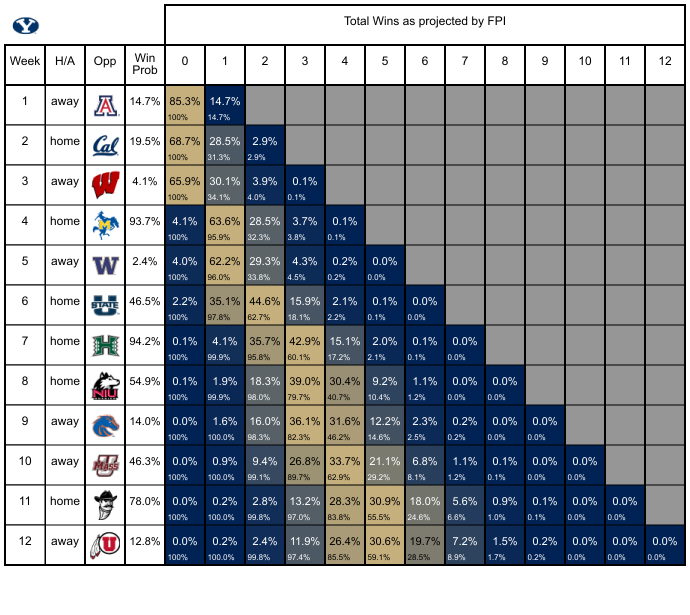 BYU
Total Wins as projected by FPI
Week H/A Opp Win Prob 0 1 2 3 4 5 6 7 8 9 10 11 12
1 away A 14.7% 85.3% 14.7%
100% 14.7%
2 home Cal 19.5% 68.7% 28.5% 2.9%
100% 31.3% 2.9%
3 away W 4.1% 65.9% 30.1% 3.9% 0.1%
100% 34.1% 4.0% 0.1%
4 home M 93.7% 4.1% 63.6% 28.5% 3.7% 0.1%
100% 95.9% 32.3% 3.8% 0.1%
5 away W 2.4% 4.0% 62.2% 29.3% 4.3% 0.2% 0.0%
100% 96.0% 33.8% 4.5% 0.2% 0.0%
6 home U STATE 46.5% 2.2% 35.1% 44.6% 15.9% 2.1% 0.1% 0.0%
100% 97.8% 62.7% 18.1% 2.2% 0.1% 0.0%
7 home H 94.2% 0.1% 4.1% 35.7% 42.9% 15.1% 2.0% 0.1% 0.0%
100% 99.9% 95.8% 60.1% 17.2% 2.1% 0.1% 0.0%
8 home NIU 54.9% 0.1% 1.9% 18.3% 39.0% 30.4% 9.2% 1.1% 0.0% 0.0%
100% 99.9% 98.0% 79.7% 40.7% 10.4% 1.2% 0.0% 0.0%
9 away 14.0% 0.0% 1.6% 16.0% 36.1% 31.6% 12.2% 2.3% 0.2% 0.0% 0.0%
100% 100.0% 98.3% 82.3% 46.2% 14.6% 2.5% 0.2% 0.0% 0.0%
10 away UMass 46.3% 0.0% 0.9% 9.4% 26.8% 33.7% 21.1% 6.8% 1.1% 0.1% 0.0% 0.0%
100% 100.0% 99.1% 89.7% 62.9% 29.2% 8.1% 1.2% 0.1% 0.0% 0.0%
11 home 78.0% 0.0% 0.2% 2.8% 13.2% 28.3% 30.9% 18.0% 5.6% 0.9% 0.1% 0.0% 0.0%
100% 100.0% 99.8% 97.0% 83.8% 55.5% 24.6% 6.6% 1.0% 0.1% 0.0% 0.0%
12 away U 12.8% 0.0% 0.2% 2.4% 11.9% 26.4% 30.6% 19.7% 7.2% 1.5% 0.2% 0.0% 0.0% 0.0%
100% 100.0% 99.8% 97.4% 85.5% 59.1% 28.5% 8.9% 1.7% 0.2% 0.0% 0.0% 0.0%